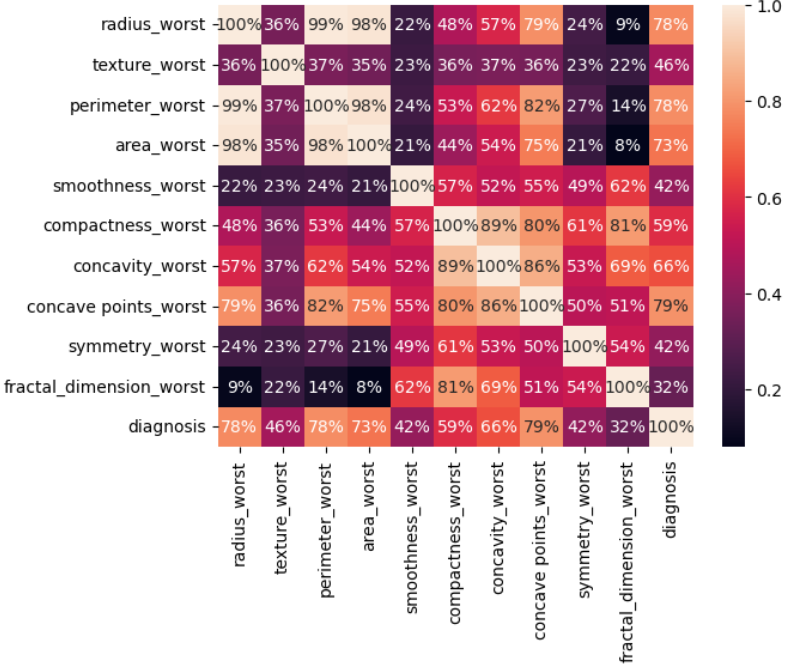 radius_worst 100% 36% 99% 98% 22% 48% 57% 79% 24% 9% 78%
texture_worst 36% 100% 37% 35% 23% 36% 37% 36% 23% 22% 46%
perimeter_worst 99% 37% 100% 98% 24% 53% 62% 82% 27% 14% 78%
area_worst 98% 35% 98% 100% 21% 44% 54% 75% 21% 8% 73%
smoothness_worst 22% 23% 24% 21% 100% 57% 52% 55% 49% 62% 42%
compactness_worst 48% 36% 53% 44% 57% 100% 89% 80% 61% 81% 59%
concavity_worst 57% 37% 62% 54% 52% 89% 100% 86% 53% 69% 66%
concave points_worst 79% 36% 82% 75% 55% 80% 86% 100% 50% 51% 79%
symmetry_worst 24% 23% 27% 21% 49% 61% 53% 50% 100% 54% 42%
fractal_dimension_worst 9% 22% 14% 8% 62% 81% 69% 51% 54% 100% 32%
diagnosis 78% 46% 78% 73% 42% 59% 66% 79% 42% 32% 100%
radius_worst
texture_worst
perimeter_worst
area_worst
smoothness_worst
compactness_worst
concavity_worst
concave points_worst
symmetry_worst
fractal_dimension_worst
diagnosis
1.0
0.8
0.6
0.4
0.2